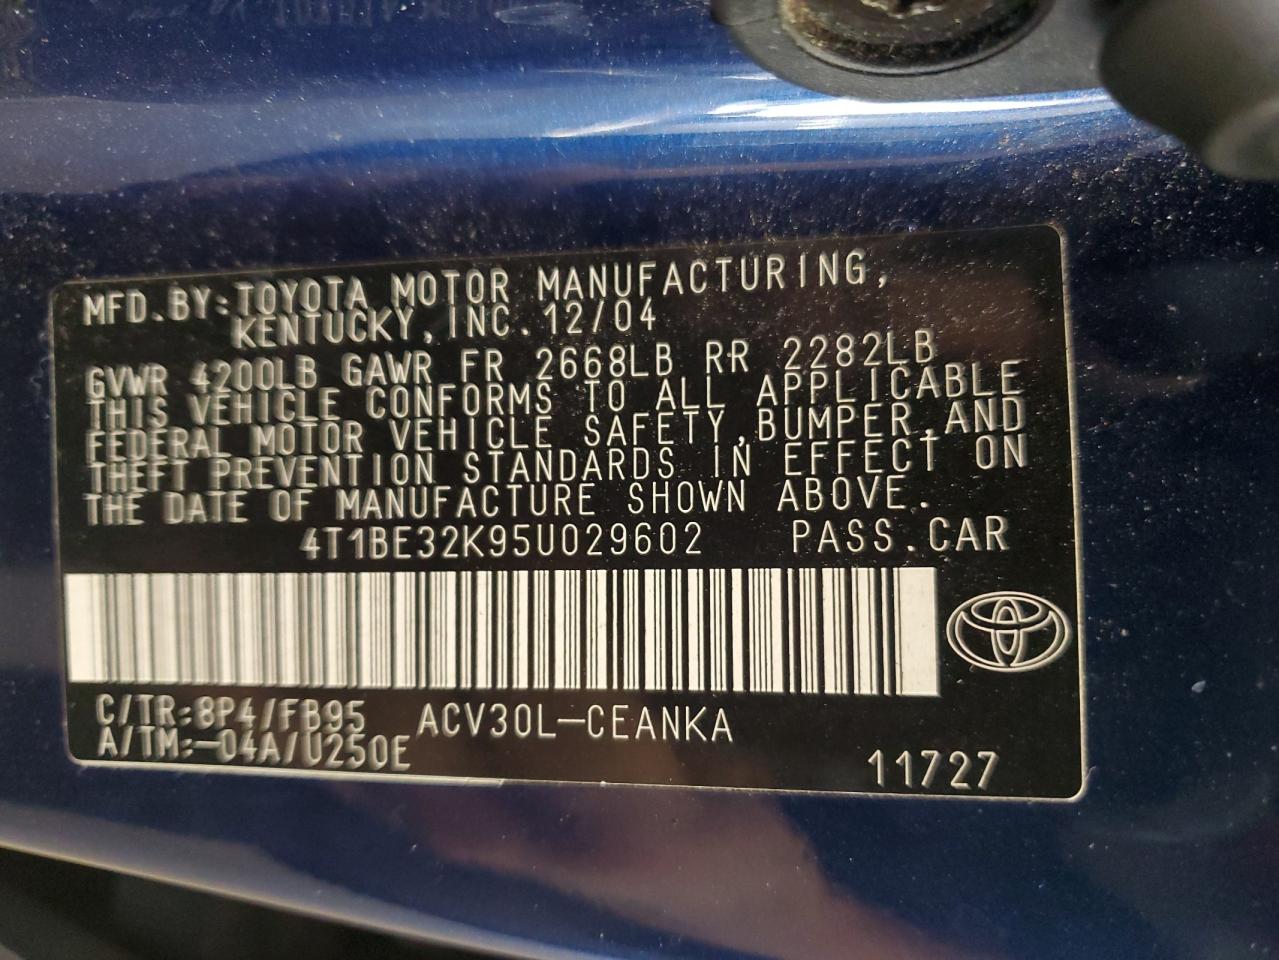 MFD.BY:TOYOTA MOTOR MANUFACTURING,
KENTUCKY,INC.12/04
GVWR 4200LB GAWR FR 2668LB RR 2282LB
THIS VEHICLE CONFORMS TO ALL APPLICABLE
FEDERAL MOTOR VEHICLE SAFETY,BUMPER,AND
THEFT PREVENTION STANDARDS IN EFFECT ON
THE DATE OF MANUFACTURE SHOWN ABOVE.
4T1BE32K95U029602 PASS.CAR
C/TR:8P4/FB95 ACV30L-CEANKA
A/TM:-04A/U250E
11727